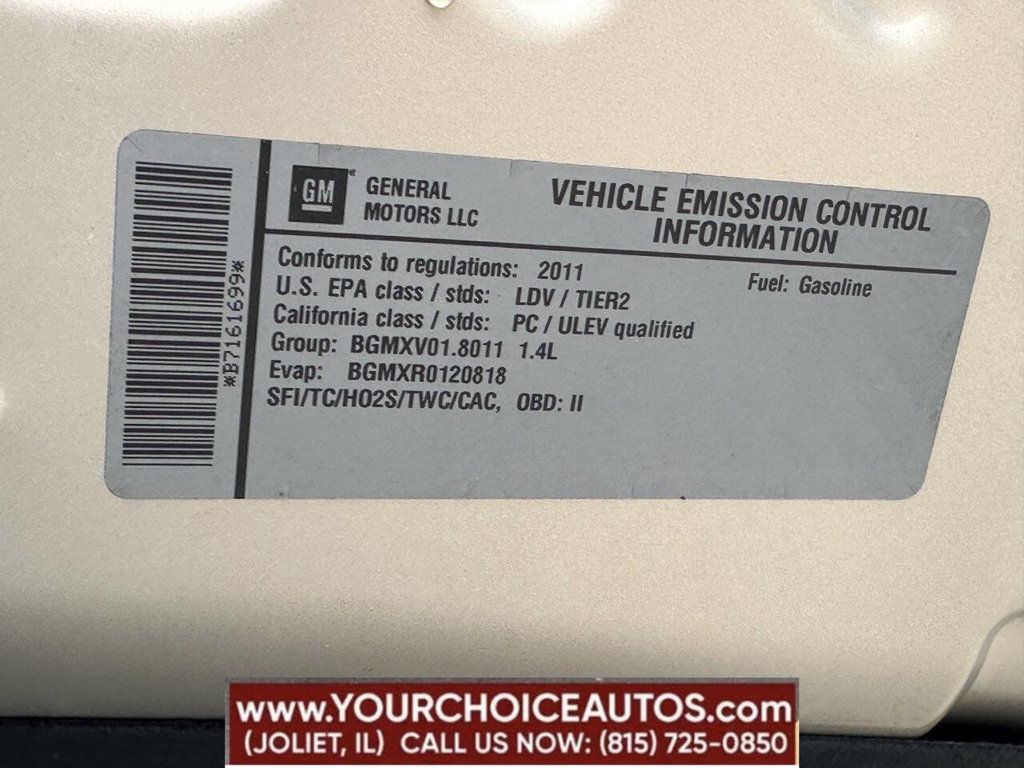 *B7161699*
GM
GENERAL
MOTORS LLC
VEHICLE EMISSION CONTROL
INFORMATION
Conforms to regulations: 2011
Fuel: Gasoline
U.S. EPA class / stds: LDV / TIER2
California class / stds: PC / ULEV qualified
Group: BGMXV01.8011 1.4L
Evap: BGMXR0120818
SFI/TC/HO2S/TWC/CAC, OBD: II
www.YOURCHOICEAUTOS.com
(JOLIET, IL) CALL US NOW: (815) 725-0850